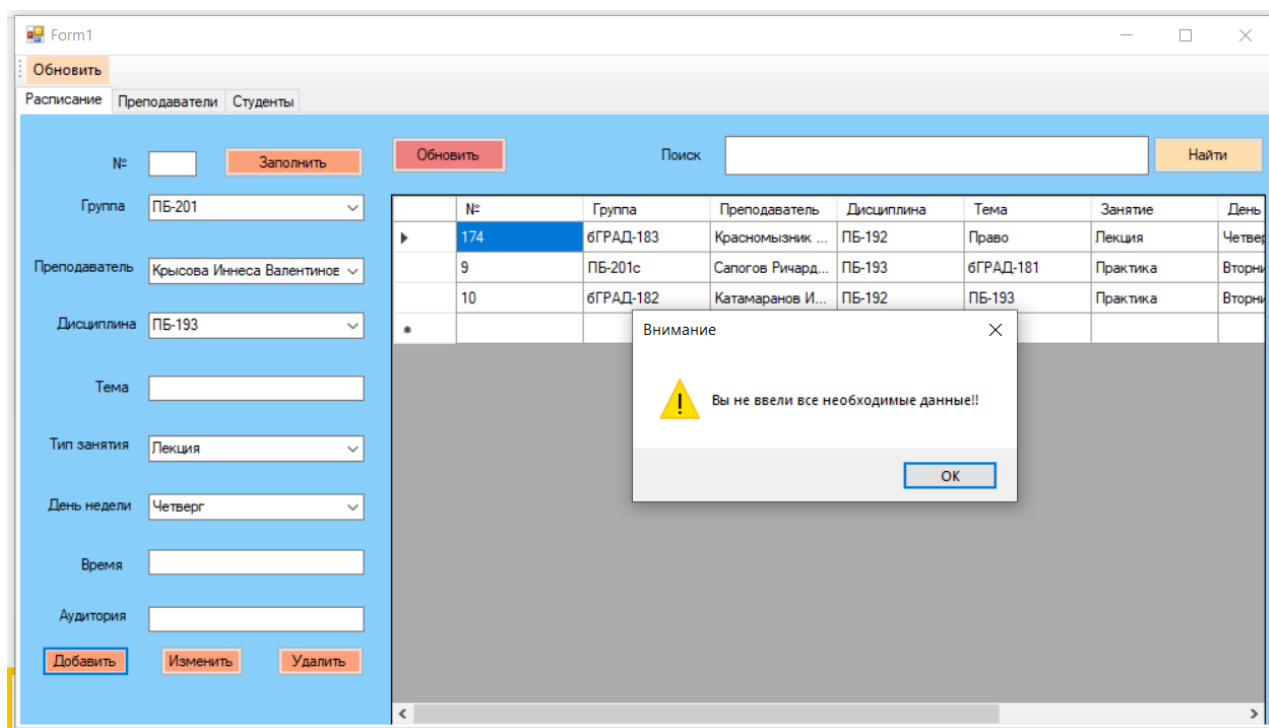 Form1
Обновить
Расписание Преподаватели Студенты
№ Заполнить Обновить Поиск Найти
Группа ПБ-201
Преподаватель Крысова Иннеса Валентинов
Дисциплина ПБ-193
Тема
Тип занятия Лекция
День недели Четверг
Время
Аудитория
Добавить Изменить Удалить
№ Группа Преподаватель Дисциплина Тема Занятие День
174 бГРАД-183 Красномызник ... ПБ-192 Право Лекция Четвер
9 ПБ-201с Сапогов Ричард... ПБ-193 бГРАД-181 Практика Вторни
10 бГРАД-182 Катамаранов И... ПБ-192 ПБ-193 Практика Вторни
Внимание
Вы не ввели все необходимые данные!!
OK